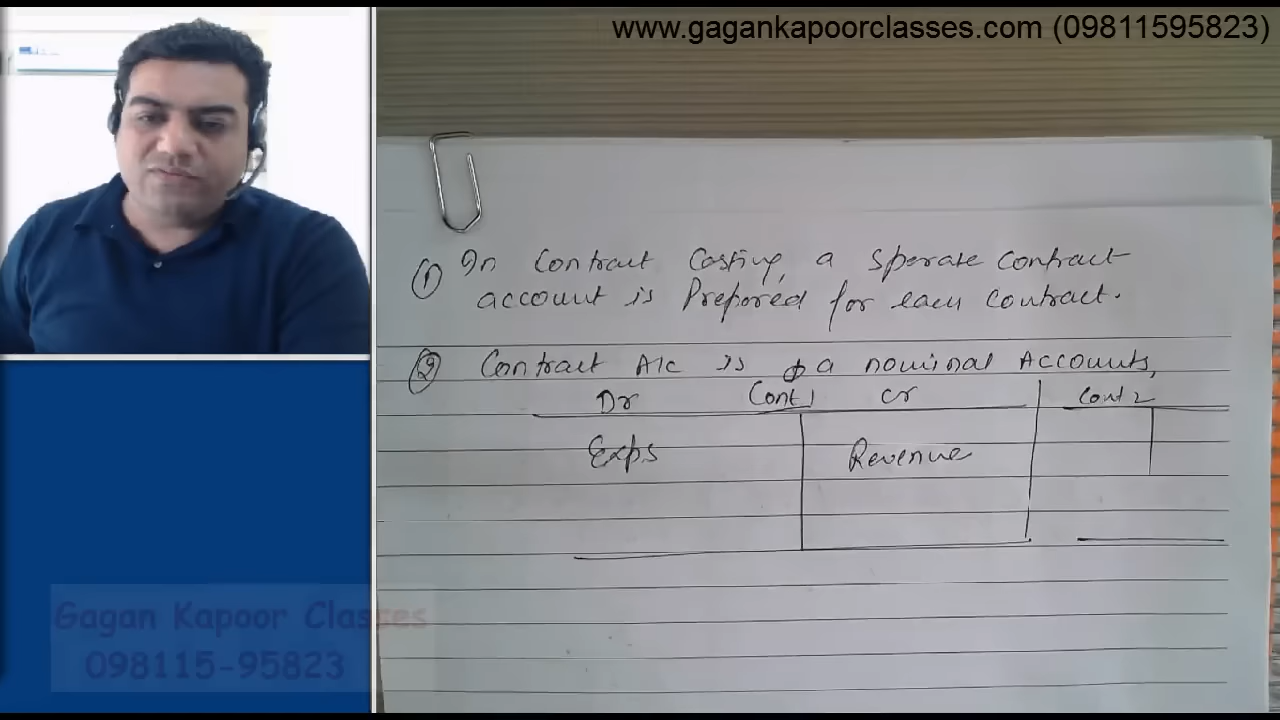 www.gagankapoorclasses.com (09811595823)
① In Contract Costing, a Sperate Contract
account is Prepared for each Contract.
② Contract A/c is a nominal Accounts,
Dr Cont 1 Cr Cont 2
Exps Revenue
Gagan Kapoor Classes
098115-95823